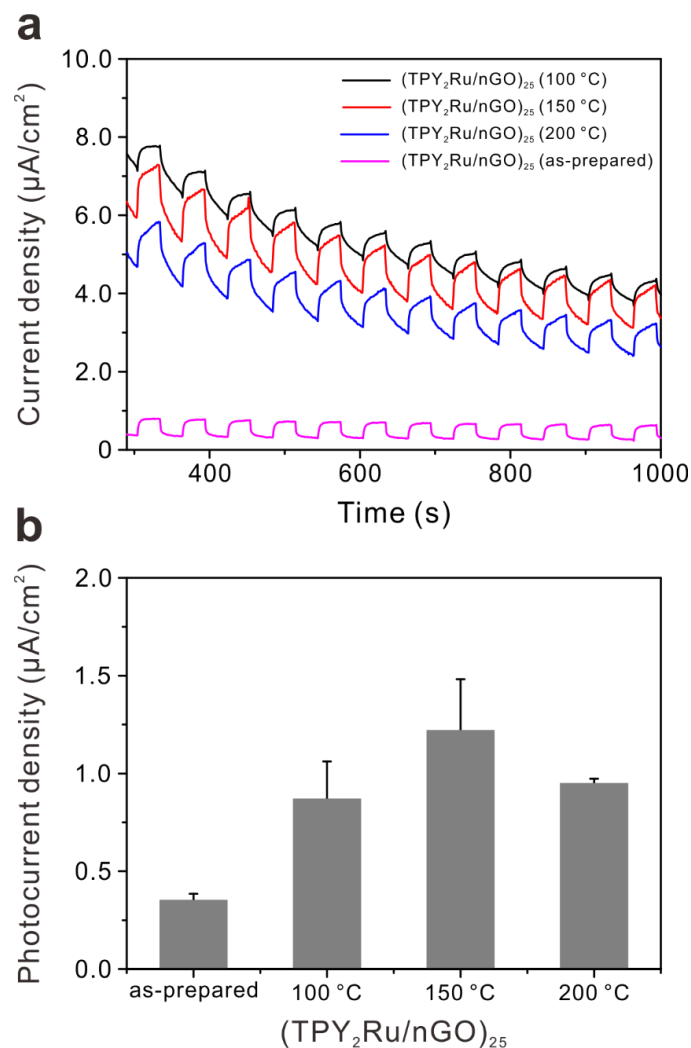 a
Current density (μA/cm²)
8.0
6.0
4.0
2.0
0
(TPY₂Ru/nGO)₂₅ (100 °C)
(TPY₂Ru/nGO)₂₅ (150 °C)
(TPY₂Ru/nGO)₂₅ (200 °C)
(TPY₂Ru/nGO)₂₅ (as-prepared)
400 600 800 1000
Time (s)
b
Photocurrent density (μA/cm²)
2.0
1.5
1.0
0.5
0.0
as-prepared 100 °C 150 °C 200 °C
(TPY₂Ru/nGO)₂₅